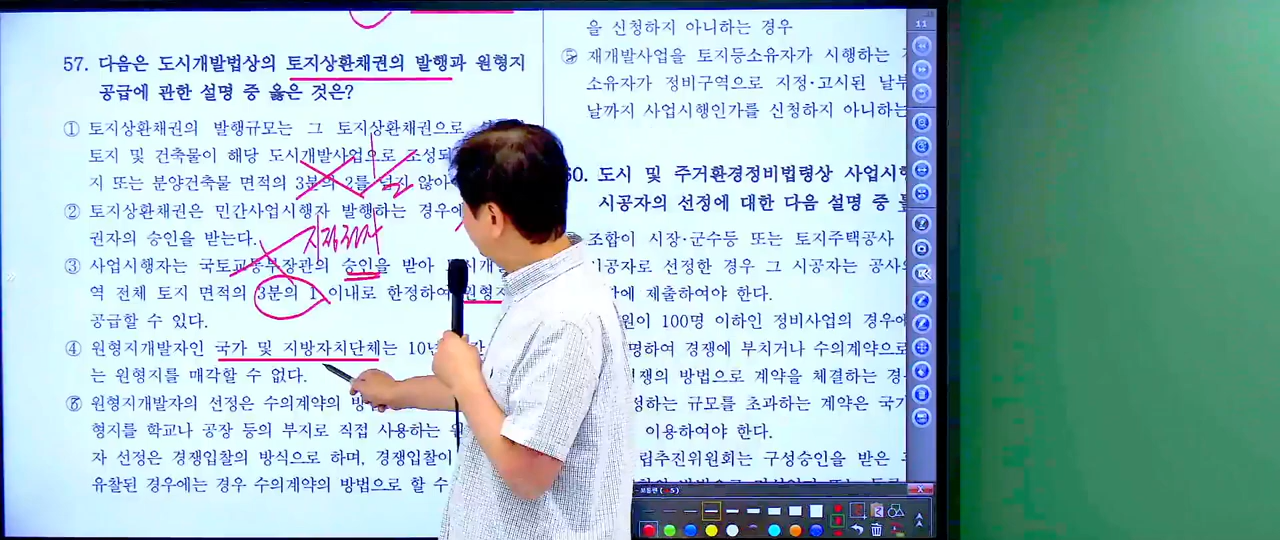 57. 다음은 도시개발법상의 토지상환채권의 발행과 원형지
공급에 관한 설명 중 옳은 것은?
① 토지상환채권의 발행규모는 그 토지상환채권으로
토지 및 건축물이 해당 도시개발사업으로 조성되
지 또는 분양건축물 면적의 3분의 2를 넘지 않아
② 토지상환채권은 민간사업시행자 발행하는 경우에
권자의 승인을 받는다.
지정권자
③ 사업시행자는 국토교통부장관의 승인을 받아
역 전체 토지 면적의 3분의 1 이내로 한정하여 원형지
공급할 수 있다.
④ 원형지개발자인 국가 및 지방자치단체는 10년
는 원형지를 매각할 수 없다.
⑤ 원형지개발자의 선정은 수의계약의
형지를 학교나 공장 등의 부지로 직접 사용하는
자 선정은 경쟁입찰의 방식으로 하며, 경쟁입찰이
유찰된 경우에는 경우 수의계약의 방법으로 할 수
을 신청하지 아니하는 경우
⑤ 재개발사업을 토지등소유자가 시행하는
소유자가 정비구역으로 지정·고시된 날부
날까지 사업시행인가를 신청하지 아니하는
60. 도시 및 주거환경정비법령상 사업시행
시공자의 선정에 대한 다음 설명 중
조합이 시장·군수등 또는 토지주택공사
시공자로 선정한 경우 그 시공자는 공사
에 제출하여야 한다.
원이 100명 이하인 정비사업의 경우에
명하여 경쟁에 부치거나 수의계약으로
쟁의 방법으로 계약을 체결하는 경
정하는 규모를 초과하는 계약은 국가
이용하여야 한다.
립추진위원회는 구성승인을 받은
11